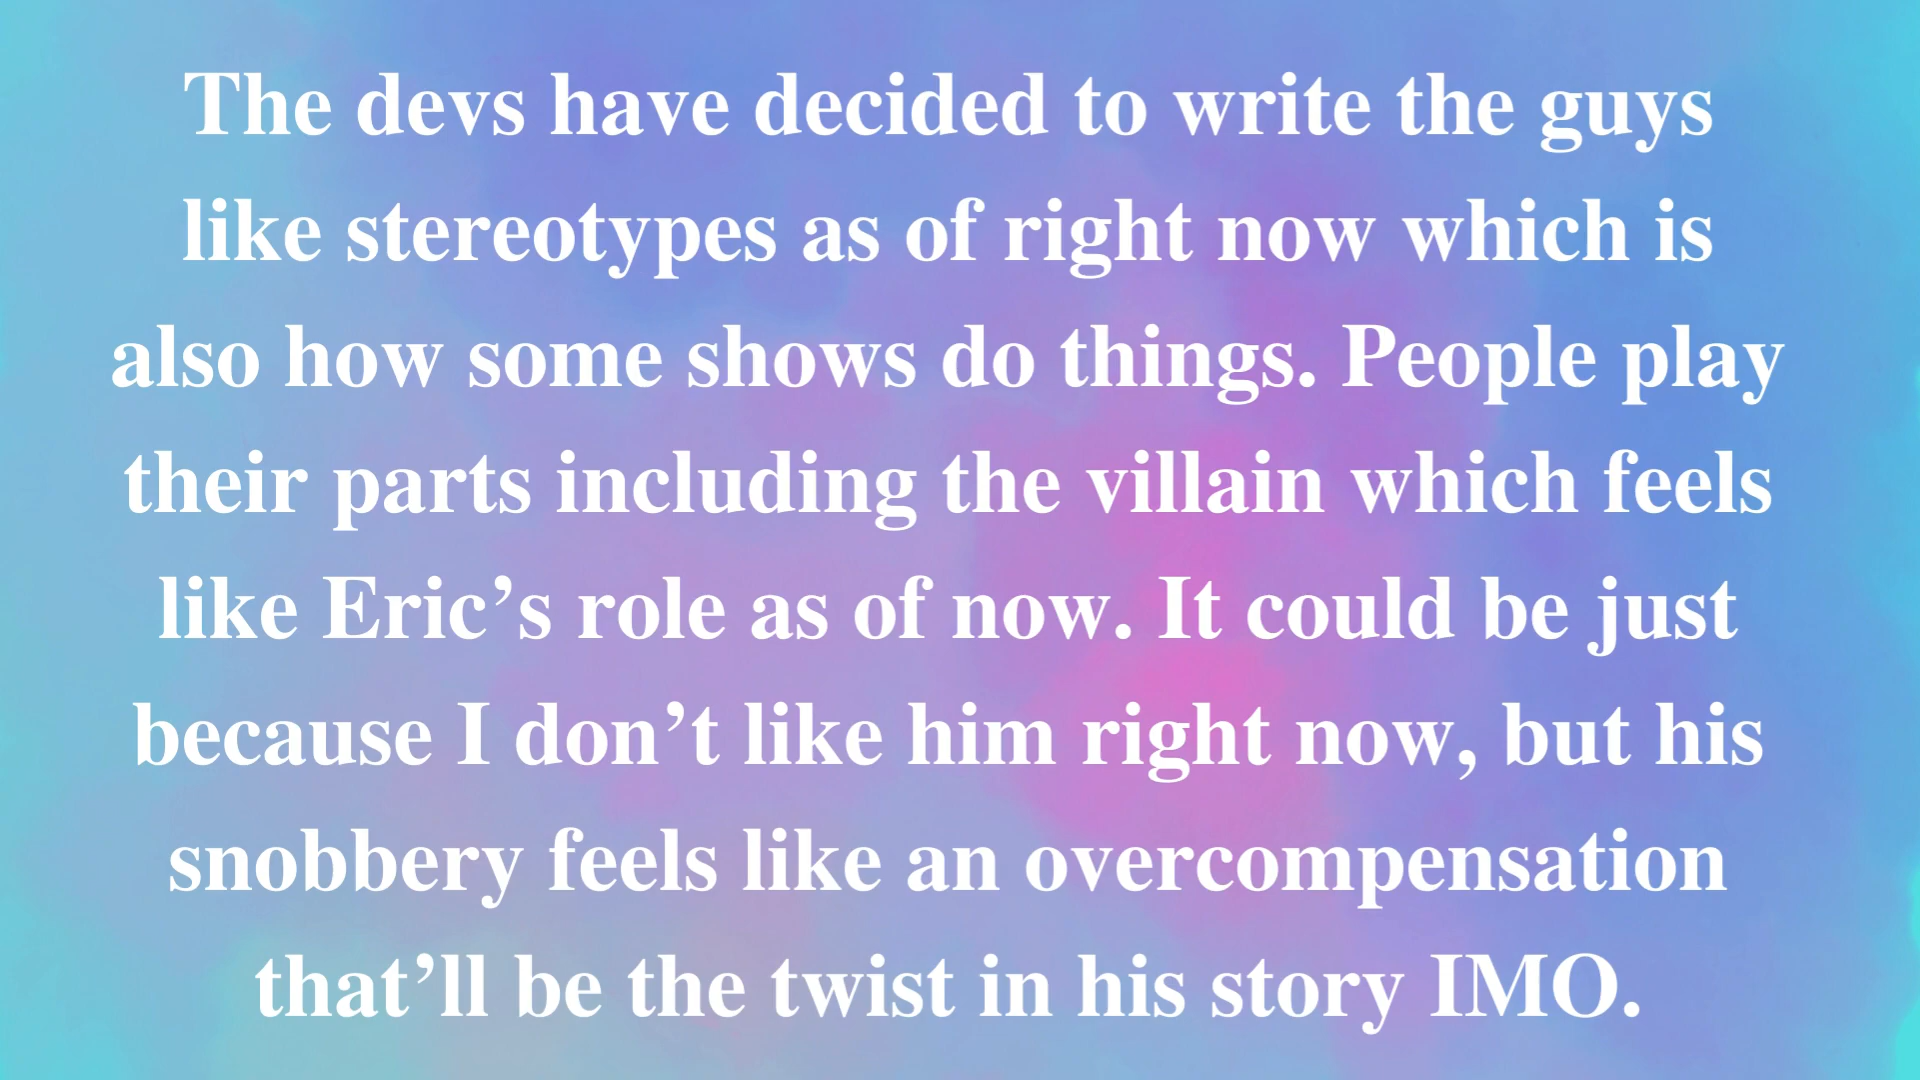 The devs have decided to write the guys
like stereotypes as of right now which is
also how some shows do things. People play
their parts including the villain which feels
like Eric’s role as of now. It could be just
because I don’t like him right now, but his
snobbery feels like an overcompensation
that’ll be the twist in his story IMO.